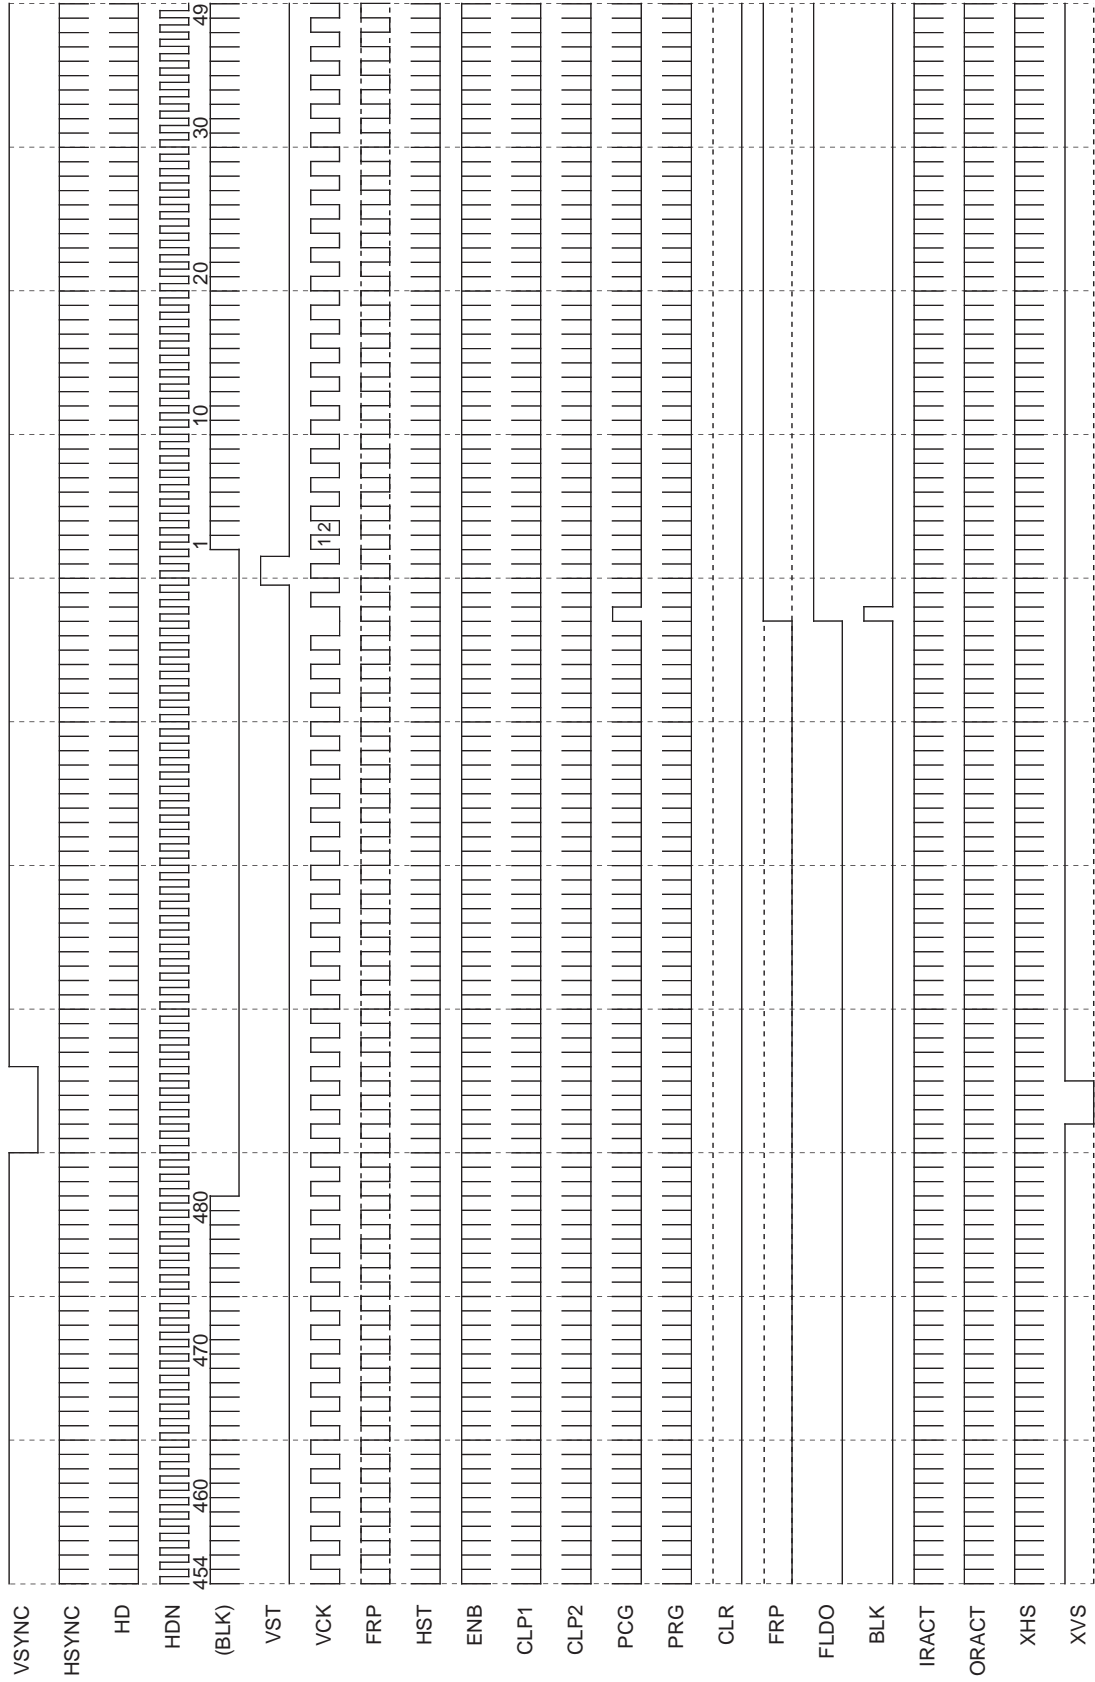 VSYNC
HSYNC
HD
HDN
454 460 470 480 1 10 20 30 49
(BLK)
VST
VCK
1 2
FRP
HST
ENB
CLP1
CLP2
PCG
PRG
CLR
FRP
FLDO
BLK
IRACT
ORACT
XHS
XVS